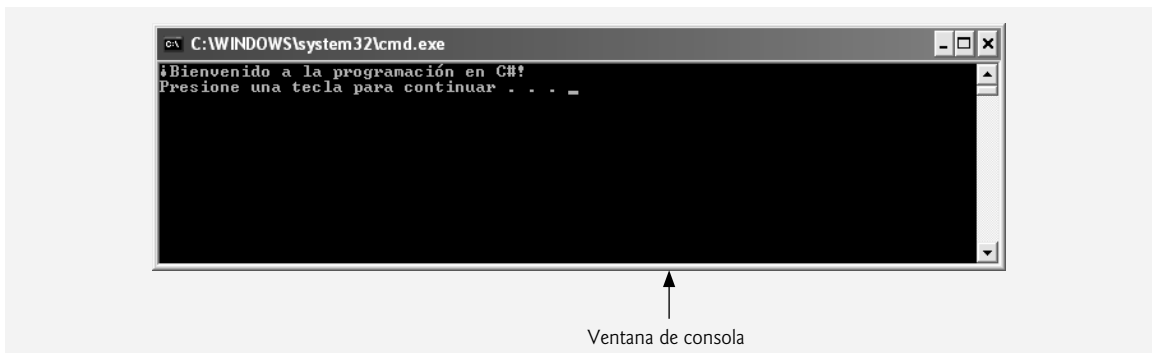 C:\WINDOWS\system32\cmd.exe
¡Bienvenido a la programación en C#!
Presione una tecla para continuar . . . _
Ventana de consola